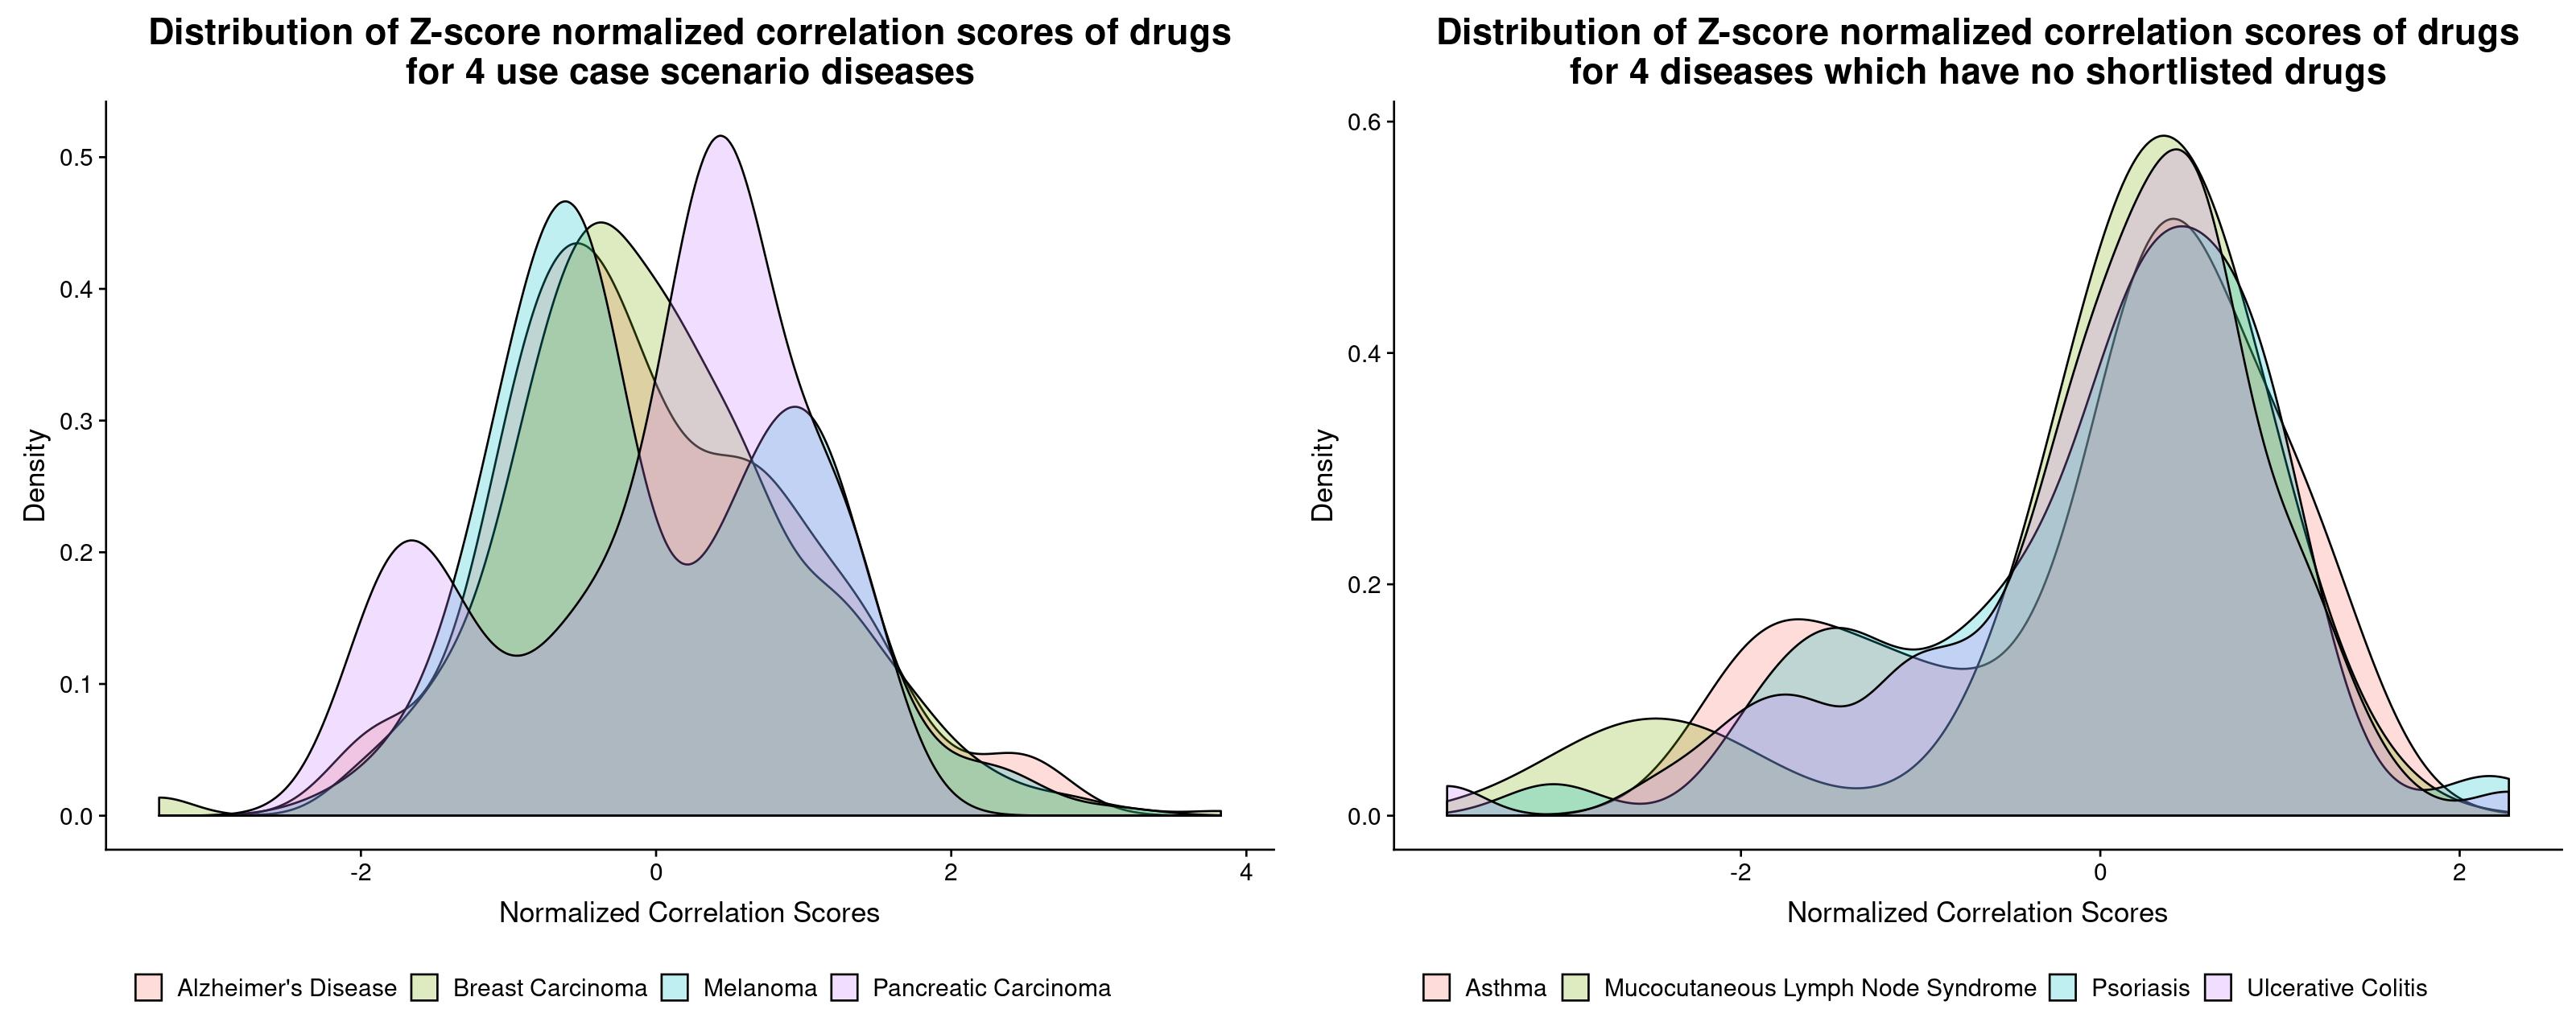 Distribution of Z-score normalized correlation scores of drugs
for 4 use case scenario diseases
Density
0.5
0.4
0.3
0.2
0.1
0.0
-2
0
2
4
Normalized Correlation Scores
Alzheimer's Disease
Breast Carcinoma
Melanoma
Pancreatic Carcinoma
Distribution of Z-score normalized correlation scores of drugs
for 4 diseases which have no shortlisted drugs
Density
0.6
0.4
0.2
0.0
-2
0
2
Normalized Correlation Scores
Asthma
Mucocutaneous Lymph Node Syndrome
Psoriasis
Ulcerative Colitis